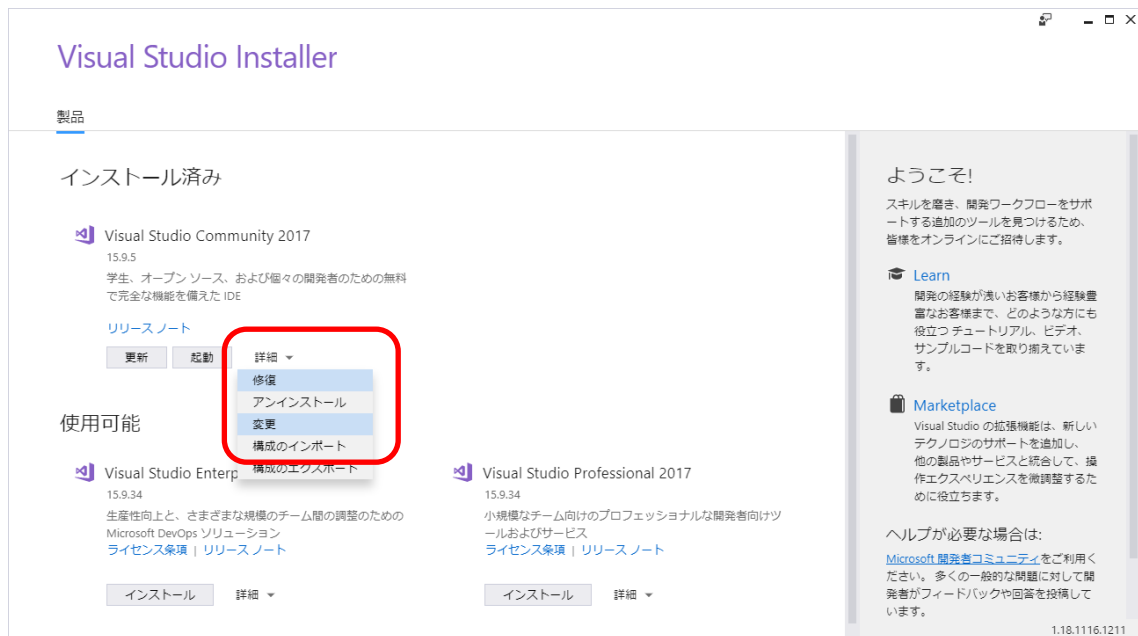 Visual Studio Installer
製品
インストール済み
Visual Studio Community 2017
15.9.5
学生、オープン ソース、および個々の開発者のための無料
で完全な機能を備えた IDE
リリース ノート
更新
起動
詳細
修復
アンインストール
変更
構成のインポート
構成のエクスポート
使用可能
Visual Studio Enterp
15.9.34
生産性向上と、さまざまな規模のチーム間の調整のための
Microsoft DevOps ソリューション
ライセンス条項 | リリース ノート
インストール
詳細
Visual Studio Professional 2017
15.9.34
小規模なチーム向けのプロフェッショナルな開発者向けツ
ールおよびサービス
ライセンス条項 | リリース ノート
インストール
詳細
ようこそ!
スキルを磨き、開発ワークフローをサポ
ートする追加のツールを見つけるため、
皆様をオンラインにご招待します。
Learn
開発の経験が浅いお客様から経験豊
富なお客様まで、どのような方にも
役立つ チュートリアル、ビデオ、
サンプルコードを取り揃えていま
す。
Marketplace
Visual Studio の拡張機能は、新しい
テクノロジのサポートを追加し、
他の製品やサービスと統合して、操
作エクスペリエンスを微調整するた
めに役立ちます。
ヘルプが必要な場合は:
Microsoft 開発者コミュニティをご利用く
ださい。 多くの一般的な問題に対して開
発者がフィードバックや回答を投稿して
います。
1.18.1116.1211